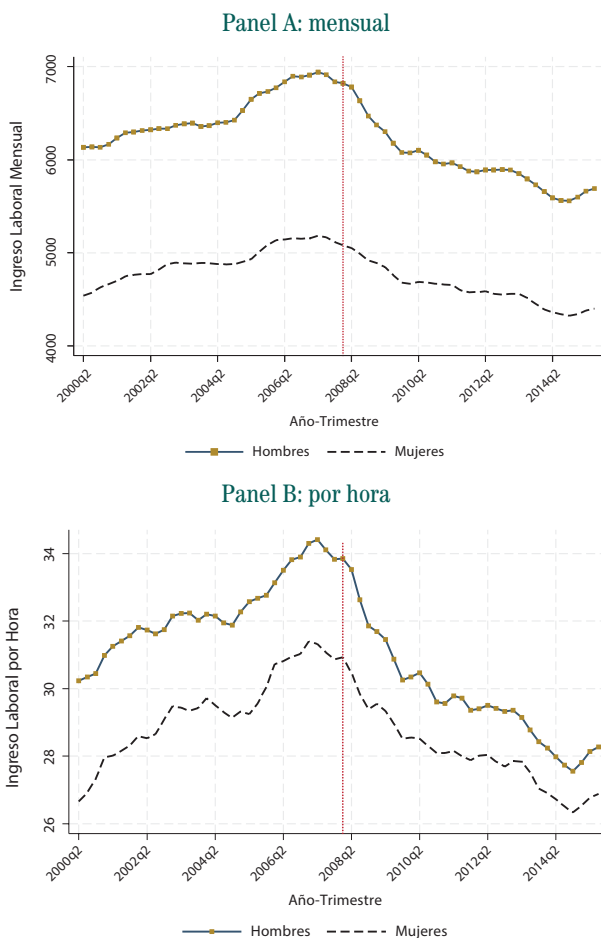 Panel A: mensual
Ingreso Laboral Mensual
7000
6000
5000
4000
2000q2
2002q2
2004q2
2006q2
2008q2
2010q2
2012q2
2014q2
Año-Trimestre
Hombres
Mujeres
Panel B: por hora
Ingreso Laboral por Hora
34
32
30
28
26
2000q2
2002q2
2004q2
2006q2
2008q2
2010q2
2012q2
2014q2
Año-Trimestre
Hombres
Mujeres